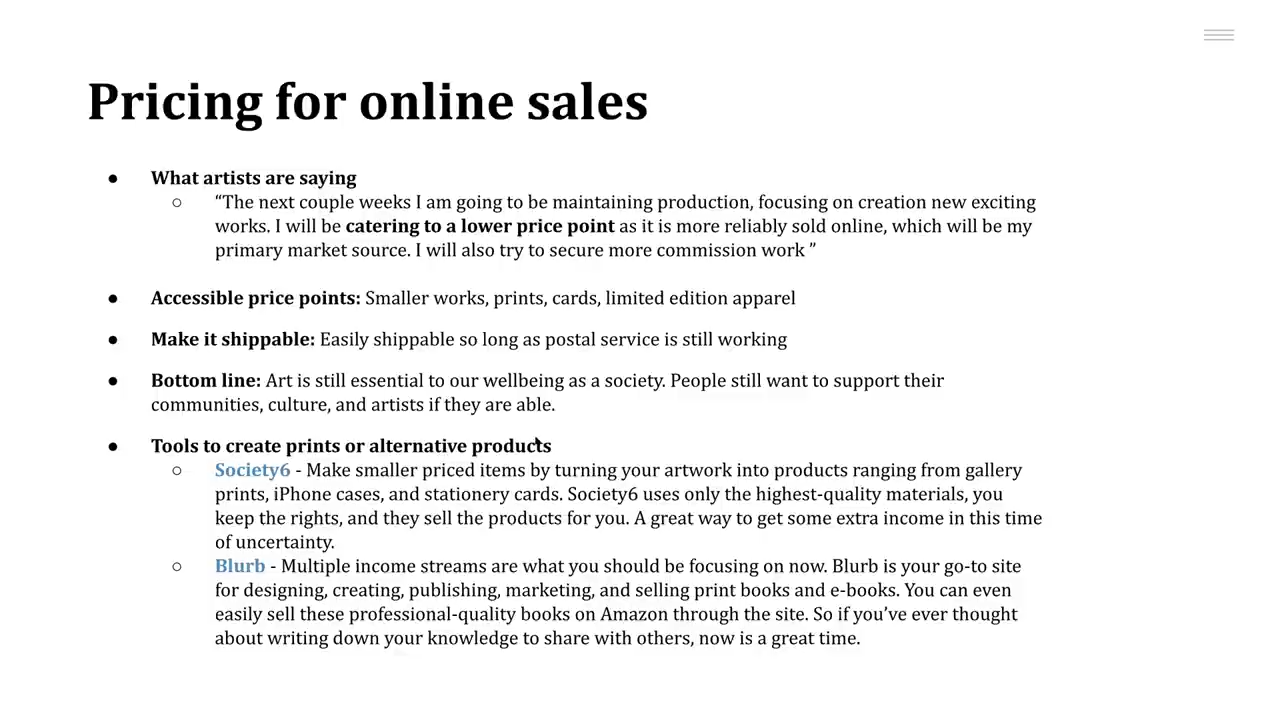 Pricing for online sales
● What artists are saying
○ “The next couple weeks I am going to be maintaining production, focusing on creation new exciting
works. I will be catering to a lower price point as it is more reliably sold online, which will be my
primary market source. I will also try to secure more commission work ”
● Accessible price points: Smaller works, prints, cards, limited edition apparel
● Make it shippable: Easily shippable so long as postal service is still working
● Bottom line: Art is still essential to our wellbeing as a society. People still want to support their
communities, culture, and artists if they are able.
● Tools to create prints or alternative products
○ Society6 - Make smaller priced items by turning your artwork into products ranging from gallery
prints, iPhone cases, and stationery cards. Society6 uses only the highest-quality materials, you
keep the rights, and they sell the products for you. A great way to get some extra income in this time
of uncertainty.
○ Blurb - Multiple income streams are what you should be focusing on now. Blurb is your go-to site
for designing, creating, publishing, marketing, and selling print books and e-books. You can even
easily sell these professional-quality books on Amazon through the site. So if you’ve ever thought
about writing down your knowledge to share with others, now is a great time.